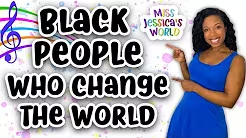 BLACK
PEOPLE
WHO CHANGE
THE WORLD
MISS
JESSICA'S
WORLD